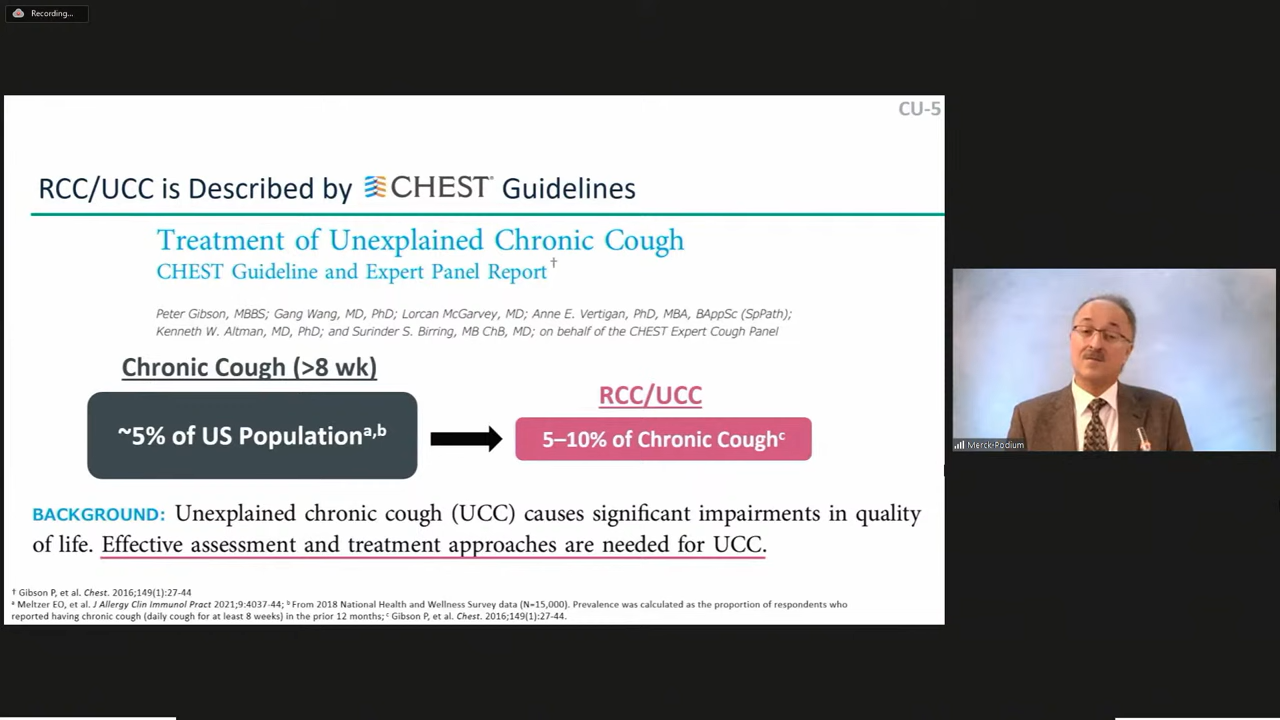 Recording...
CU-5
RCC/UCC is Described by CHEST® Guidelines
Treatment of Unexplained Chronic Cough
CHEST Guideline and Expert Panel Report†
Peter Gibson, MBBS; Gang Wang, MD, PhD; Lorcan McGarvey, MD; Anne E. Vertigan, PhD, MBA, BAppSc (SpPath);
Kenneth W. Altman, MD, PhD; and Surinder S. Birring, MB ChB, MD; on behalf of the CHEST Expert Cough Panel
Chronic Cough (>8 wk)
~5% of US Populationa,b
RCC/UCC
5–10% of Chronic Coughc
BACKGROUND: Unexplained chronic cough (UCC) causes significant impairments in quality
of life. Effective assessment and treatment approaches are needed for UCC.
† Gibson P, et al. Chest. 2016;149(1):27-44
a Meltzer EO, et al. J Allergy Clin Immunol Pract 2021;9:4037-44; b From 2018 National Health and Wellness Survey data (N=15,000). Prevalence was calculated as the proportion of respondents who
reported having chronic cough (daily cough for at least 8 weeks) in the prior 12 months; c Gibson P, et al. Chest. 2016;149(1):27-44.
Merck-Podium